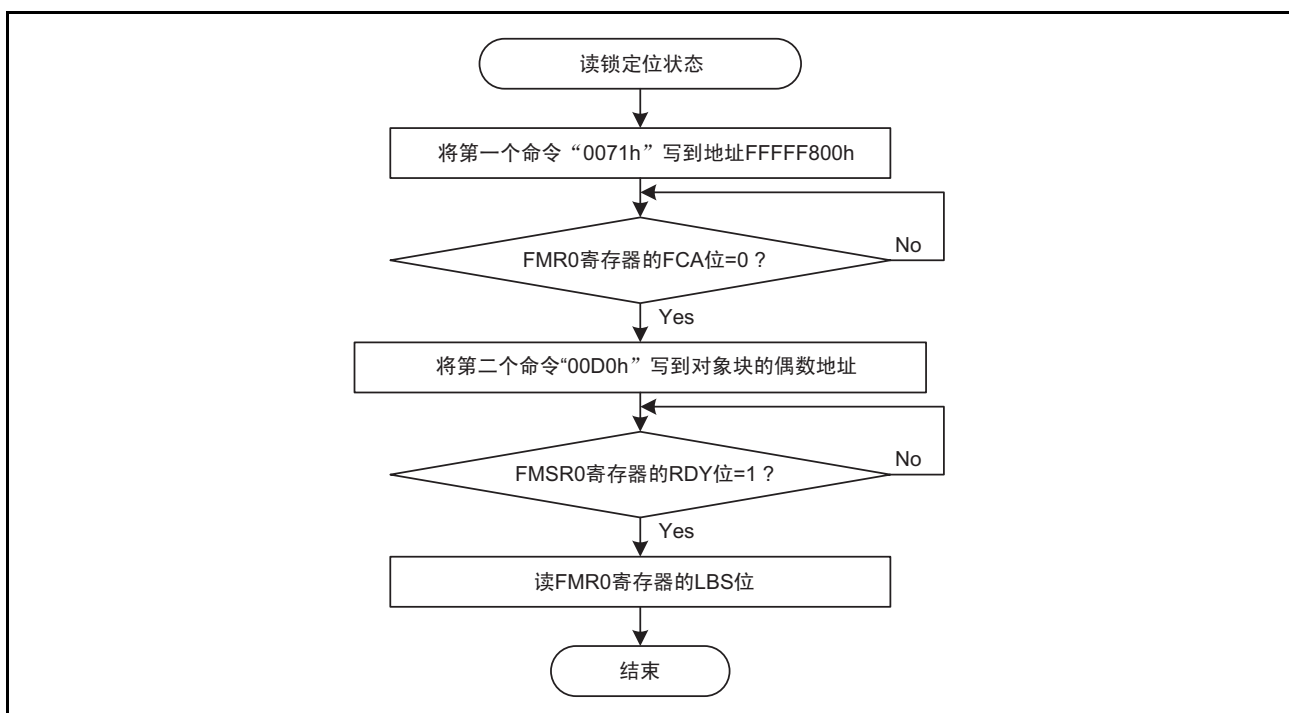 读锁定位状态
将第一个命令“0071h”写到地址FFFFF800h
FMR0寄存器的FCA位=0？
No
Yes
将第二个命令“00D0h”写到对象块的偶数地址
FMSR0寄存器的RDY位=1？
No
Yes
读FMR0寄存器的LBS位
结束